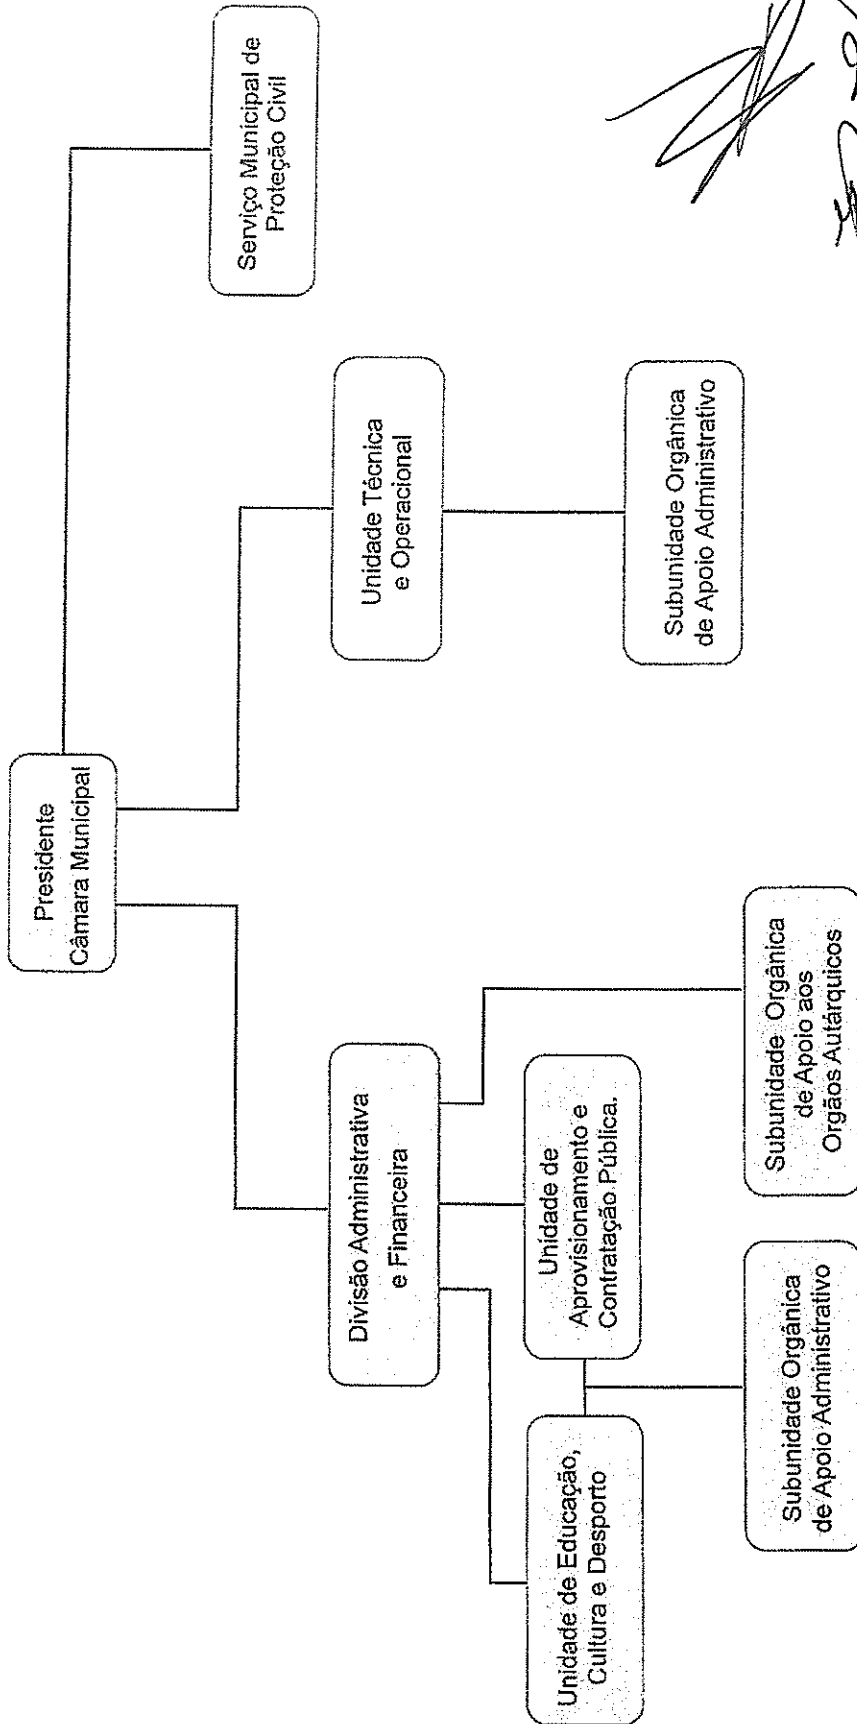 Presidente
Câmara Municipal
Serviço Municipal de
Proteção Civil
Divisão Administrativa
e Financeira
Unidade Técnica
e Operacional
Unidade de Educação,
Cultura e Desporto
Unidade de
Aprovisionamento e
Contratação Pública.
Subunidade Orgânica
de Apoio Administrativo
Subunidade Orgânica
de Apoio Administrativo
Subunidade Orgânica
de Apoio aos
Orgãos Autárquicos